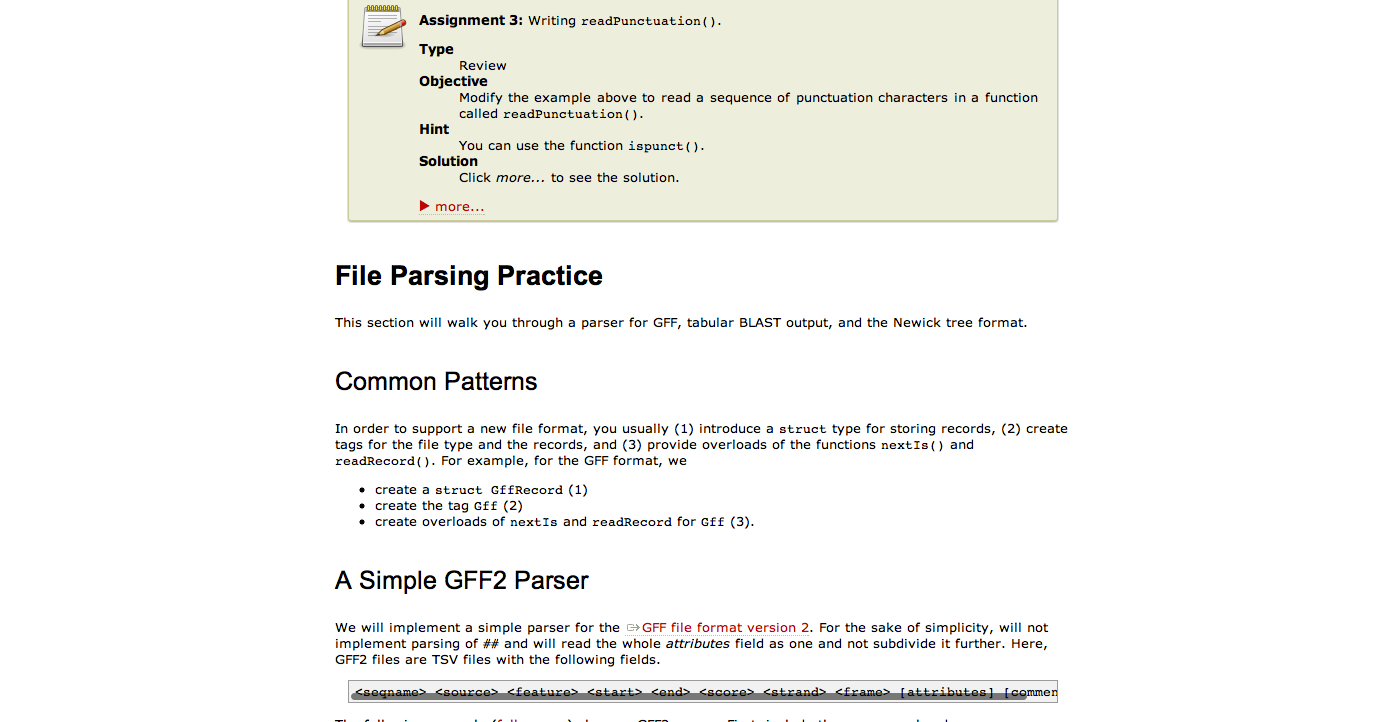 Assignment 3: Writing readPunctuation().
Type
Review
Objective
Modify the example above to read a sequence of punctuation characters in a function
called readPunctuation().
Hint
You can use the function ispunct().
Solution
Click more... to see the solution.
more...
File Parsing Practice
This section will walk you through a parser for GFF, tabular BLAST output, and the Newick tree format.
Common Patterns
In order to support a new file format, you usually (1) introduce a struct type for storing records, (2) create
tags for the file type and the records, and (3) provide overloads of the functions nextIs() and
readRecord(). For example, for the GFF format, we
• create a struct GffRecord (1)
• create the tag Gff (2)
• create overloads of nextIs and readRecord for Gff (3).
A Simple GFF2 Parser
We will implement a simple parser for the GFF file format version 2. For the sake of simplicity, will not
implement parsing of ## and will read the whole attributes field as one and not subdivide it further. Here,
GFF2 files are TSV files with the following fields.
<seqname> <source> <feature> <start> <end> <score> <strand> <frame> [attributes] [commen